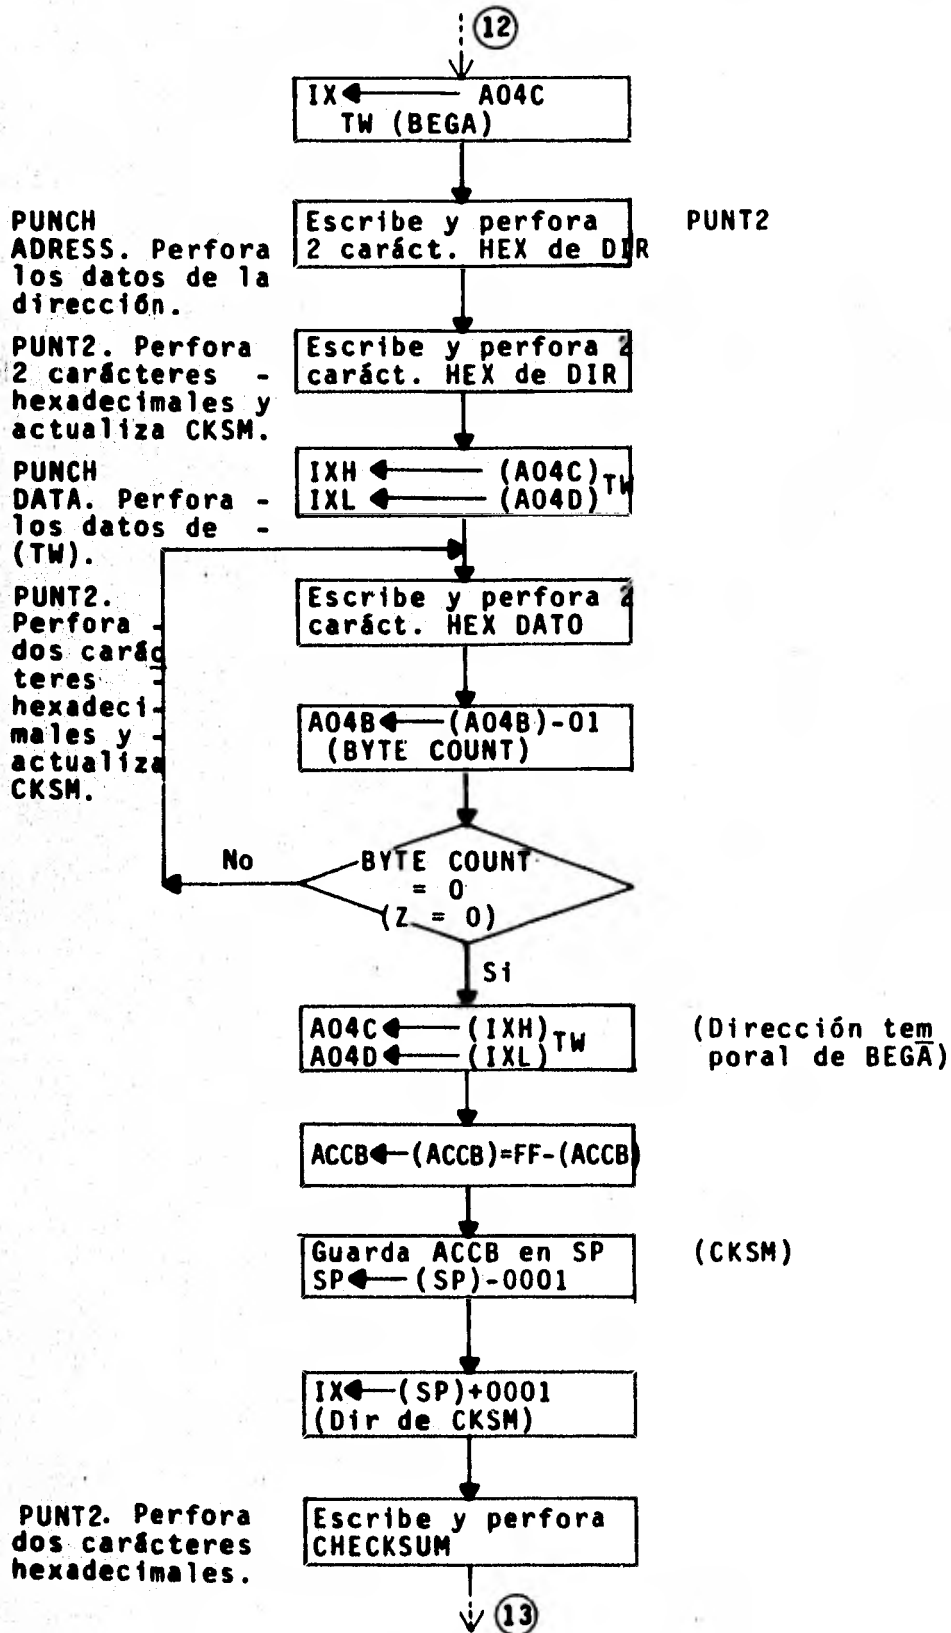 12
IX ← A04C
TW (BEGA)
PUNCH
ADRESS. Perfora
los datos de la
dirección.
Escribe y perfora
2 caráct. HEX de DIR
PUNT2
PUNT2. Perfora
2 carácteres -
hexadecimales y
actualiza CKSM.
Escribe y perfora 2
caráct. HEX de DIR
PUNCH
DATA. Perfora -
los datos de -
(TW).
IXH ← (A04C)
IXL ← (A04D) TW
PUNT2.
Perfora -
dos carác
teres -
hexadeci-
males y -
actualiza
CKSM.
Escribe y perfora 2
caráct. HEX DATO
A04B ← (A04B)-01
(BYTE COUNT)
No
BYTE COUNT
= 0
(Z = 0)
Si
A04C ← (IXH)
A04D ← (IXL) TW
(Dirección tem
poral de BEGA)
ACCB ← (ACCB)=FF-(ACCB)
Guarda ACCB en SP
SP ← (SP)-0001
(CKSM)
IX ← (SP)+0001
(Dir de CKSM)
PUNT2. Perfora
dos carácteres
hexadecimales.
Escribe y perfora
CHECKSUM
13